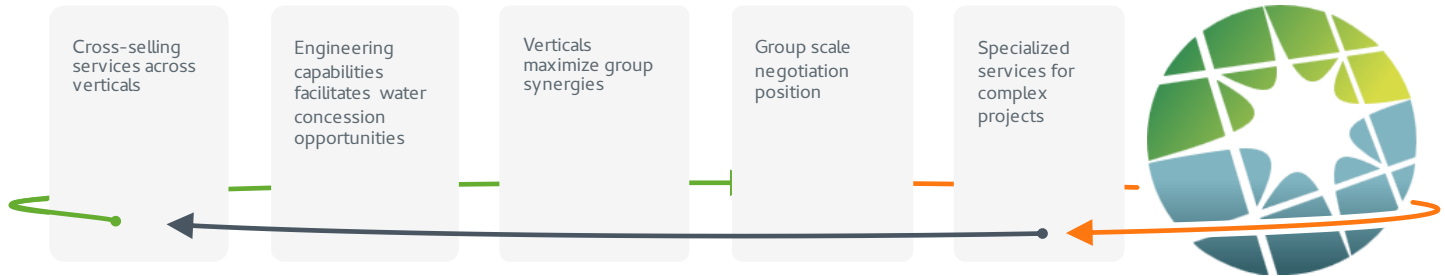 Cross-selling
services across
verticals
Engineering
capabilities
facilitates water
concession
opportunities
Verticals
maximize group
synergies
Group scale
negotiation
position
Specialized
services for
complex
projects